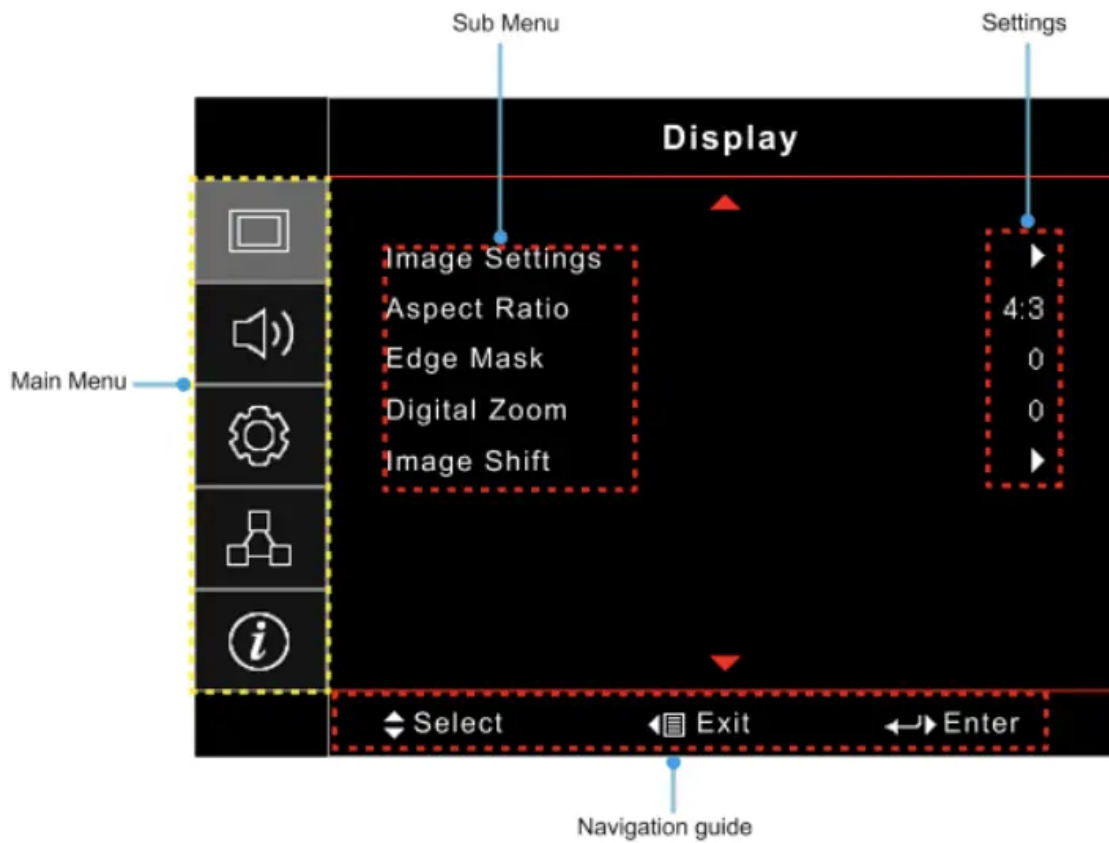 Sub Menu
Settings
Display
Image Settings
Aspect Ratio 4:3
Edge Mask 0
Digital Zoom 0
Image Shift
Main Menu
Select Exit Enter
Navigation guide